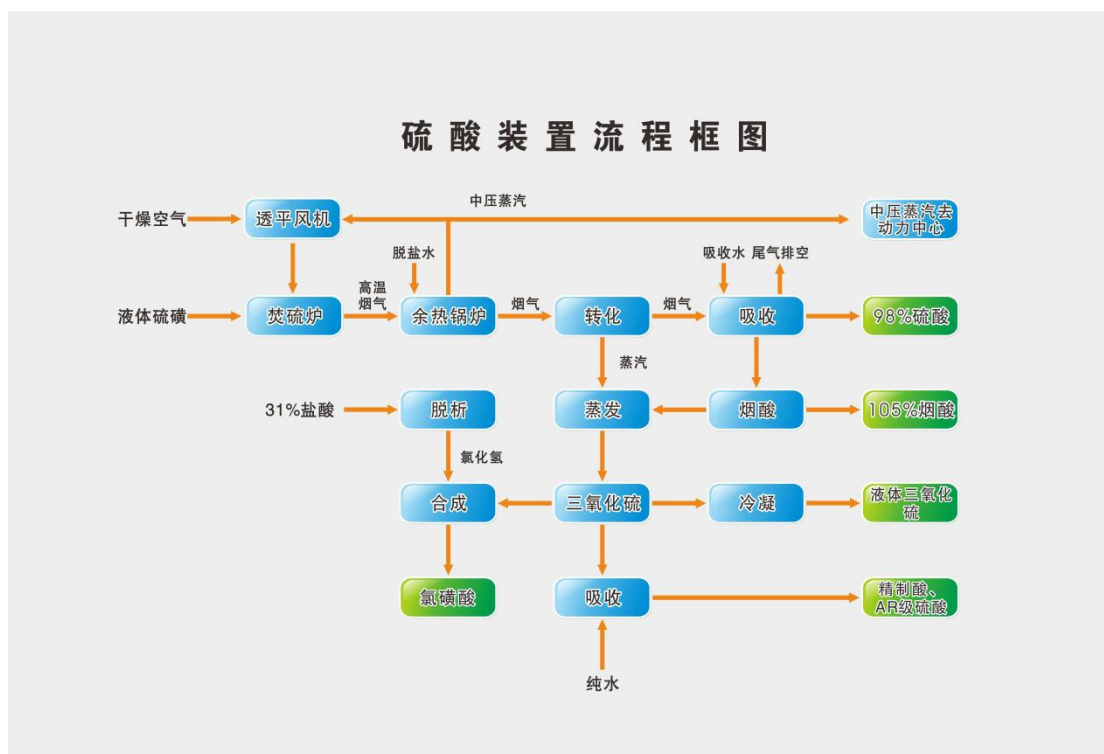 硫酸装置流程框图
中压蒸汽
干燥空气
透平风机
中压蒸汽去
动力中心
脱盐水
吸收水
尾气排空
高温
烟气
液体硫磺
焚硫炉
余热锅炉
烟气
转化
烟气
吸收
98%硫酸
蒸汽
31%盐酸
脱析
蒸发
烟酸
105%烟酸
氯化氢
合成
三氧化硫
冷凝
液体三氧化
硫
氯磺酸
吸收
精制酸、
AR级硫酸
纯水